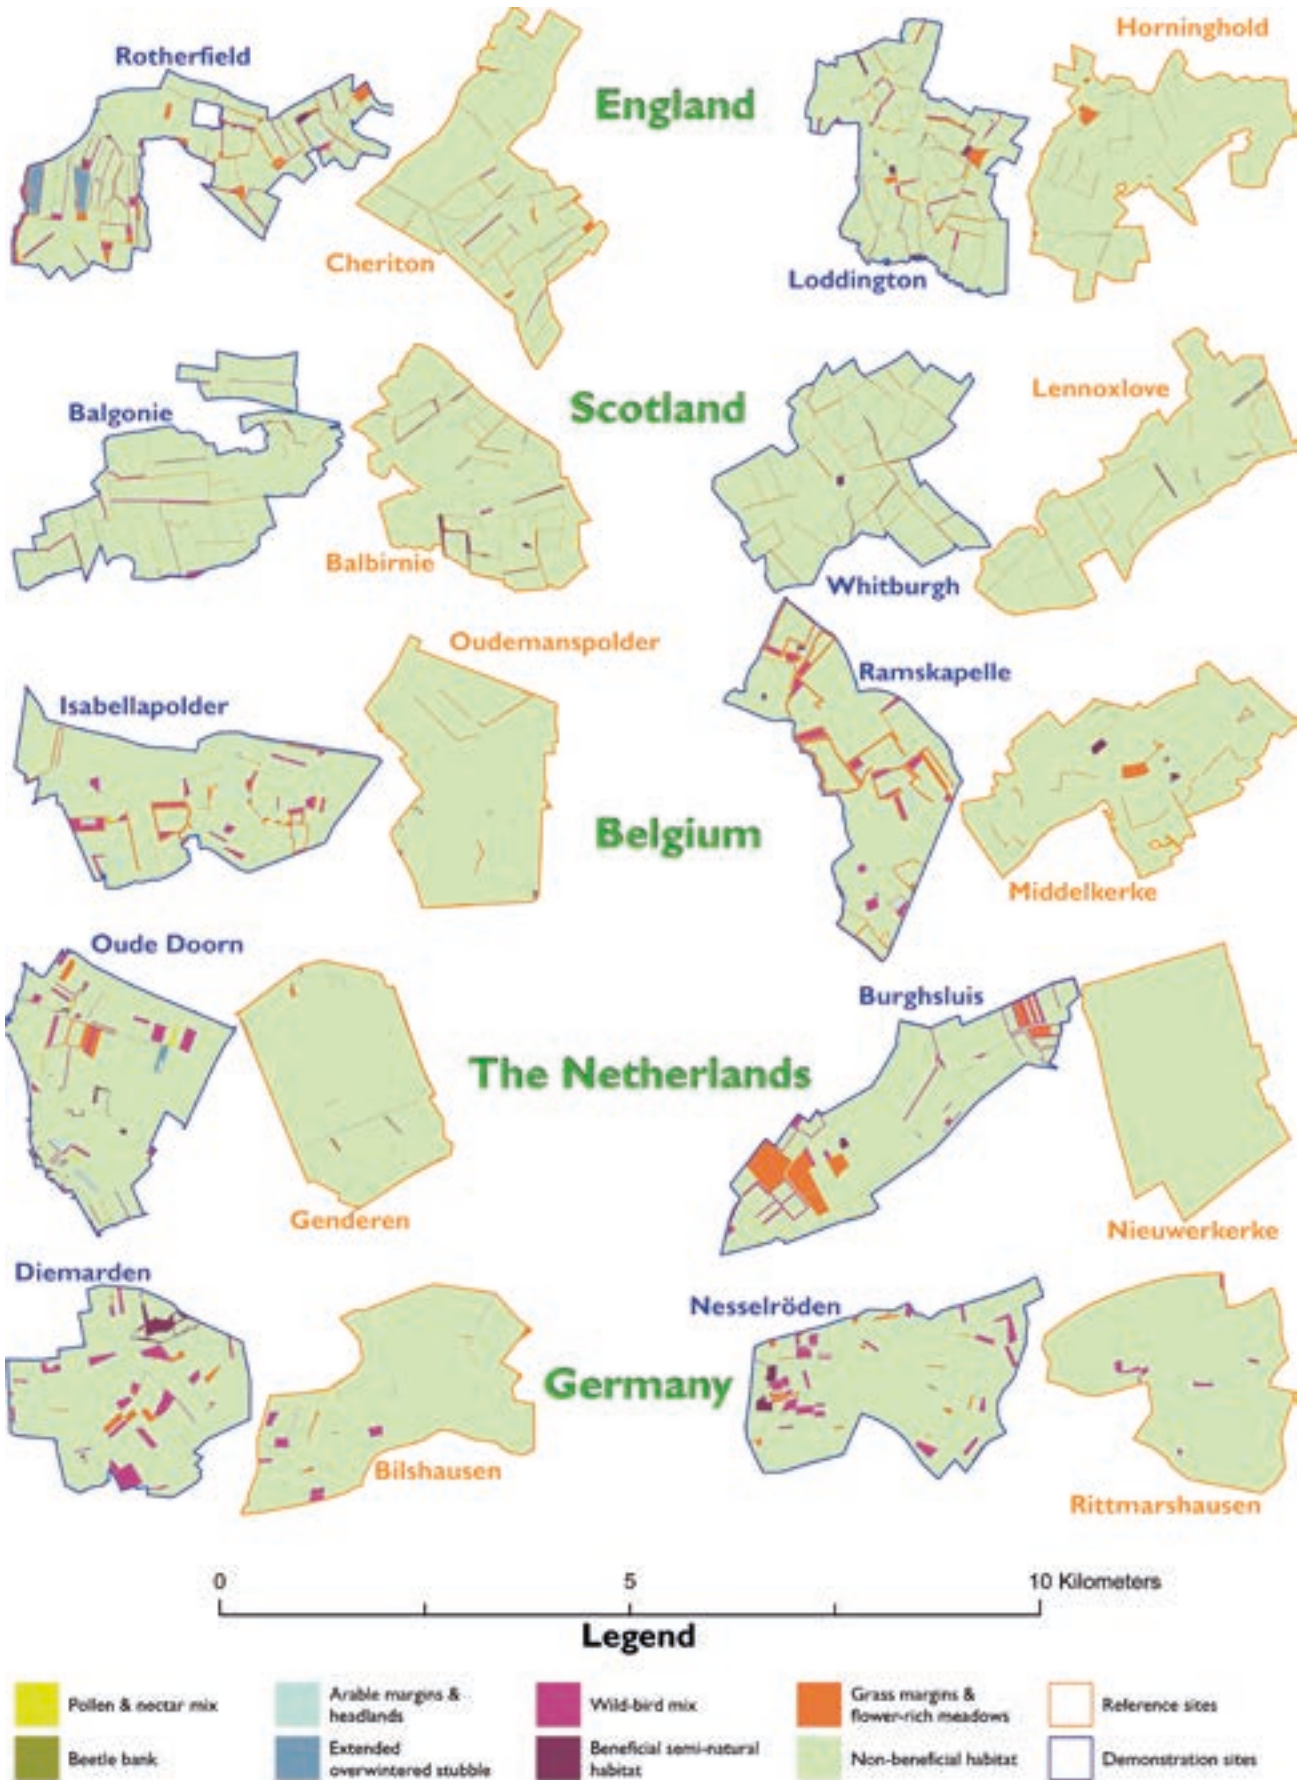 Rotherfield
Horninghold
England
Cheriton
Loddington
Balgonie
Scotland
Lennoxlove
Balbirnie
Whitburgh
Oudemanspolder
Isabellapolder
Ramskapelle
Belgium
Middelkerke
Oude Doorn
Burghsluis
The Netherlands
Genderen
Nieuwerkerke
Diemarden
Nesselröden
Germany
Bilshausen
Rittmarshausen
0 5 10 Kilometers
Legend
Pollen & nectar mix
Beetle bank
Arable margins &
headlands
Extended
overwintered stubble
Wild-bird mix
Beneficial semi-natural
habitat
Grass margins &
flower-rich meadows
Non-beneficial habitat
Reference sites
Demonstration sites